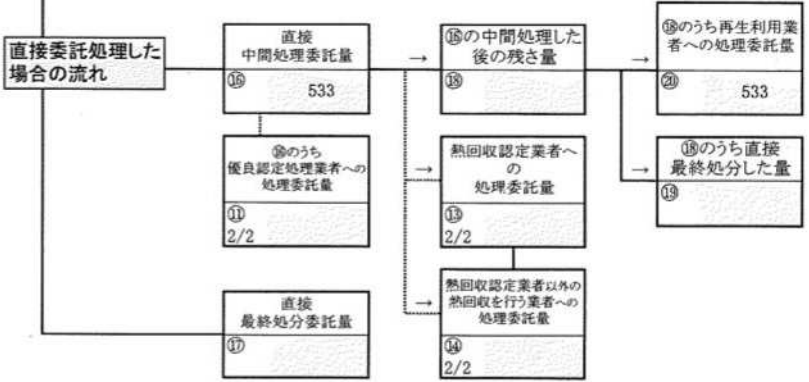 直接委託処理した
場合の流れ
直接
中間処理委託量
⑯
533
→
⑯の中間処理した
後の残さ量
⑱
→
⑱のうち再生利用業
者への処理委託量
⑳
533
⑯のうち
優良認定処理業者への
処理委託量
⑪
2/2
→
熱回収認定業者へ
の
処理委託量
⑬
2/2
→
⑱のうち直接
最終処分した量
⑲
直接
最終処分委託量
⑰
→
熱回収認定業者以外の
熱回収を行う業者への
処理委託量
⑭
2/2